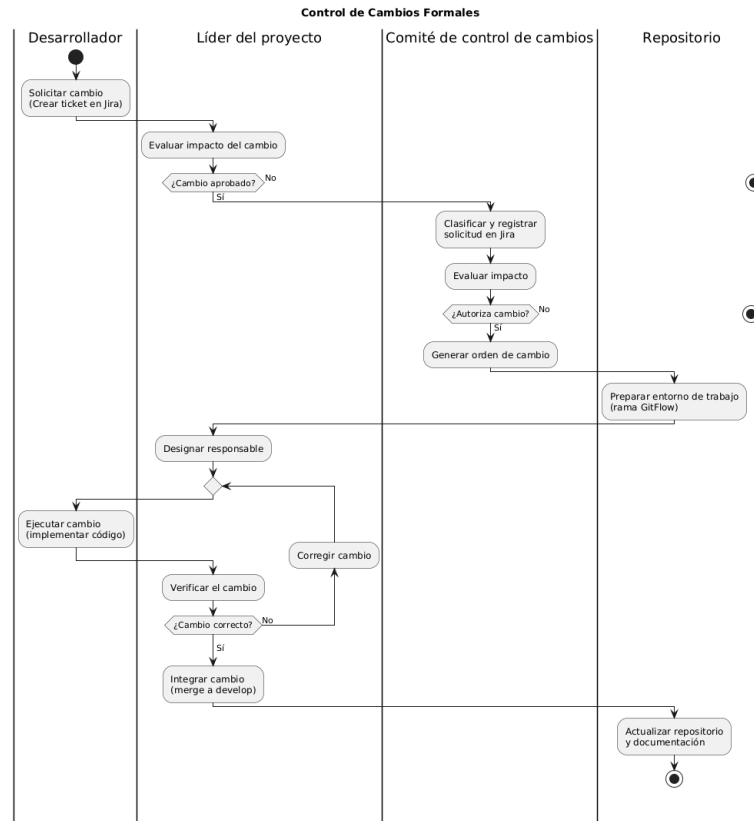 Control de Cambios Formales
Desarrollador
Líder del proyecto
Comité de control de cambios
Repositorio
Solicitar cambio
(Crear ticket en Jira)
Evaluar impacto del cambio
¿Cambio aprobado?
No
Sí
Clasificar y registrar
solicitud en Jira
Evaluar impacto
¿Autoriza cambio?
No
Sí
Generar orden de cambio
Preparar entorno de trabajo
(rama GitFlow)
Designar responsable
Ejecutar cambio
(implementar código)
Corregir cambio
Verificar el cambio
¿Cambio correcto?
No
Sí
Integrar cambio
(merge a develop)
Actualizar repositorio
y documentación